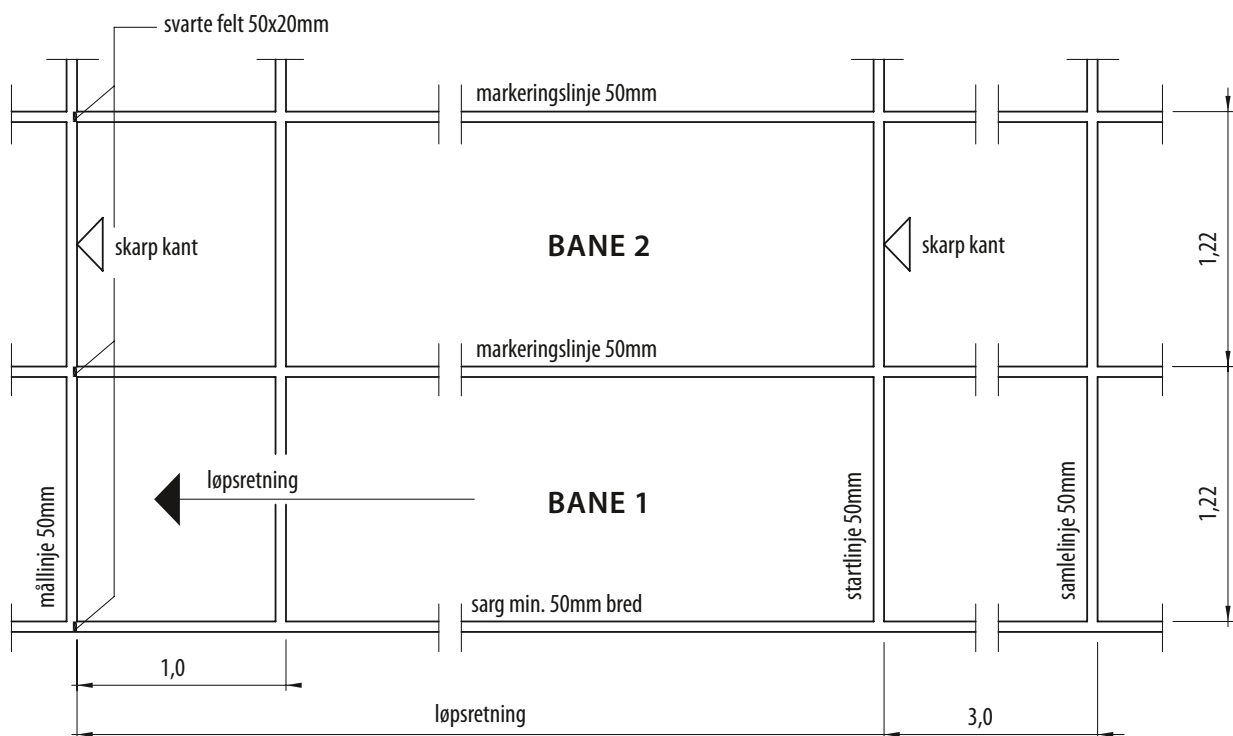 svarte felt 50x20mm
markeringslinje 50mm
skarp kant
BANE 2
skarp kant
1,22
markeringslinje 50mm
løpsretning
BANE 1
mållinje 50mm
startlinje 50mm
samlelinje 50mm
1,22
sarg min. 50mm bred
1,0
løpsretning
3,0